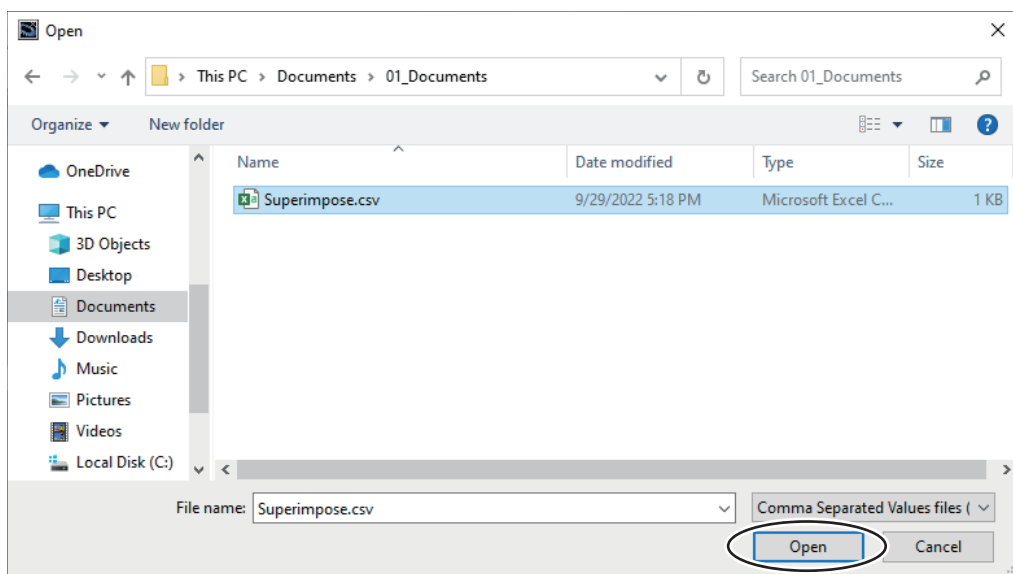 Open
This PC > Documents > 01_Documents
Search 01_Documents
Organize
New folder
Name
Date modified
Type
Size
OneDrive
This PC
3D Objects
Desktop
Documents
Downloads
Music
Pictures
Videos
Local Disk (C:)
Superimpose.csv
9/29/2022 5:18 PM
Microsoft Excel C...
1 KB
File name:
Superimpose.csv
Comma Separated Values files (
Open
Cancel